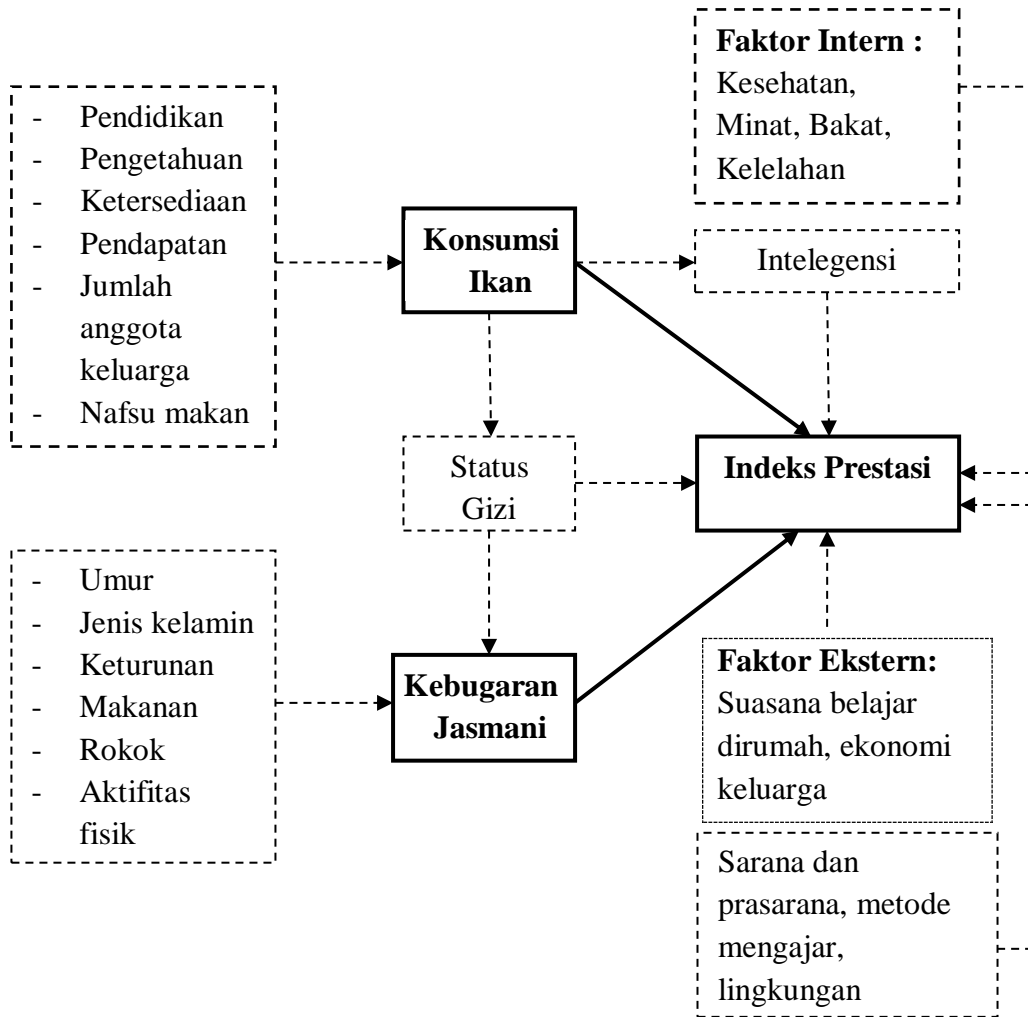 Faktor Intern :
Kesehatan,
Minat, Bakat,
Kelelahan
- Pendidikan
- Pengetahuan
- Ketersediaan
- Pendapatan
- Jumlah
anggota
keluarga
- Nafsu makan
Konsumsi
Ikan
Intelegensi
Status
Gizi
Indeks Prestasi
- Umur
- Jenis kelamin
- Keturunan
- Makanan
- Rokok
- Aktifitas
fisik
Kebugaran
Jasmani
Faktor Ekstern:
Suasana belajar
dirumah, ekonomi
keluarga
Sarana dan
prasarana, metode
mengajar,
lingkungan